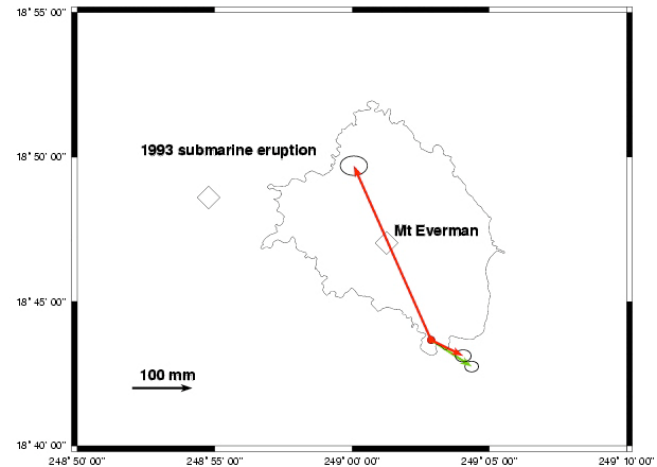 18° 55' 00"
1993 submarine eruption
18° 50' 00"
Mt Everman
18° 45' 00"
100 mm
18° 40' 00"
248° 50' 00" 248° 55' 00" 249° 00' 00" 249° 05' 00" 249° 10' 00"